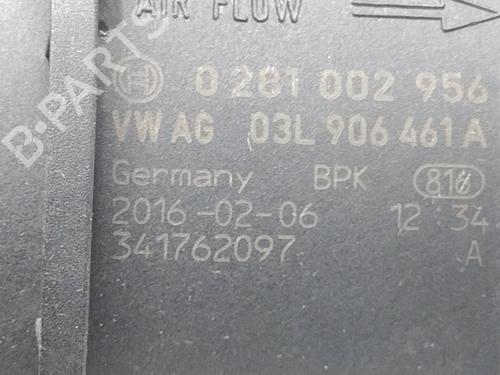 AIR FLOW
0 281 002 956
VW AG 03L 906 461 A
Germany BPK 816
2016-02-06 12 34
341762097 A
B-PARTS